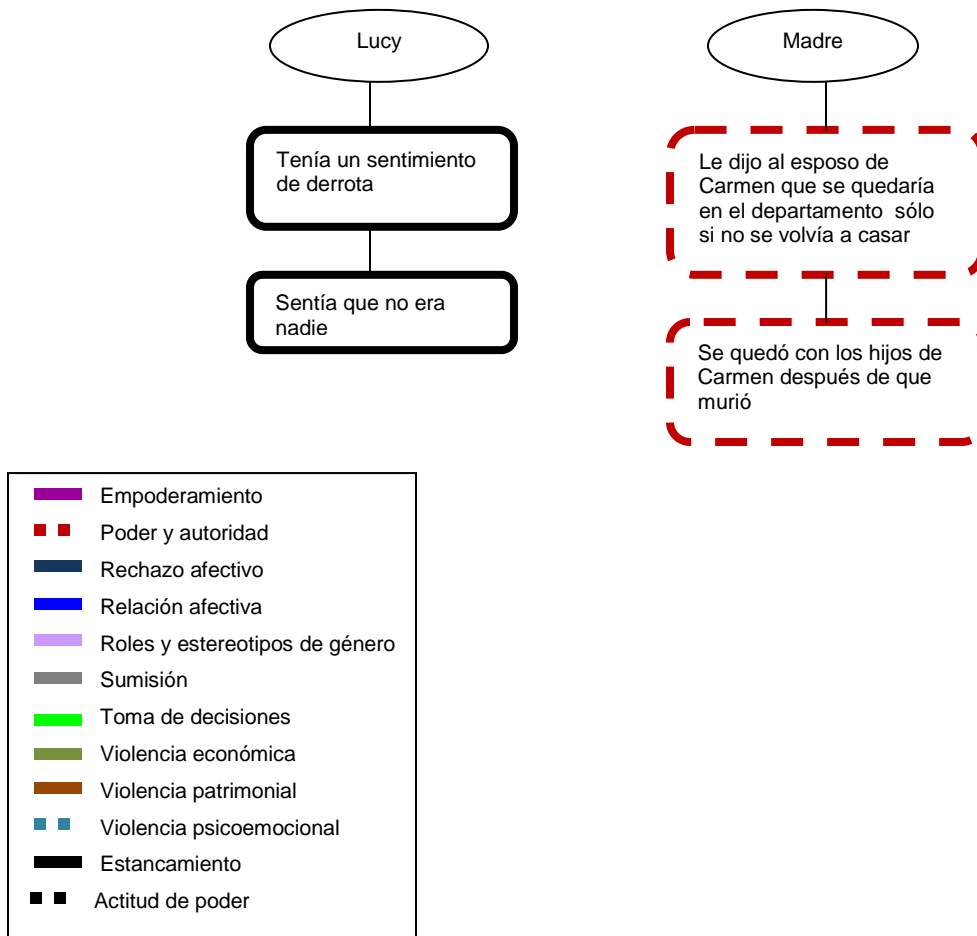 Lucy
Tenía un sentimiento
de derrota
Sentía que no era
nadie
Madre
Le dijo al esposo de
Carmen que se quedaría
en el departamento sólo
si no se volvía a casar
Se quedó con los hijos de
Carmen después de que
murió
Empoderamiento
Poder y autoridad
Rechazo afectivo
Relación afectiva
Roles y estereotipos de género
Sumisión
Toma de decisiones
Violencia económica
Violencia patrimonial
Violencia psicoemocional
Estancamiento
Actitud de poder